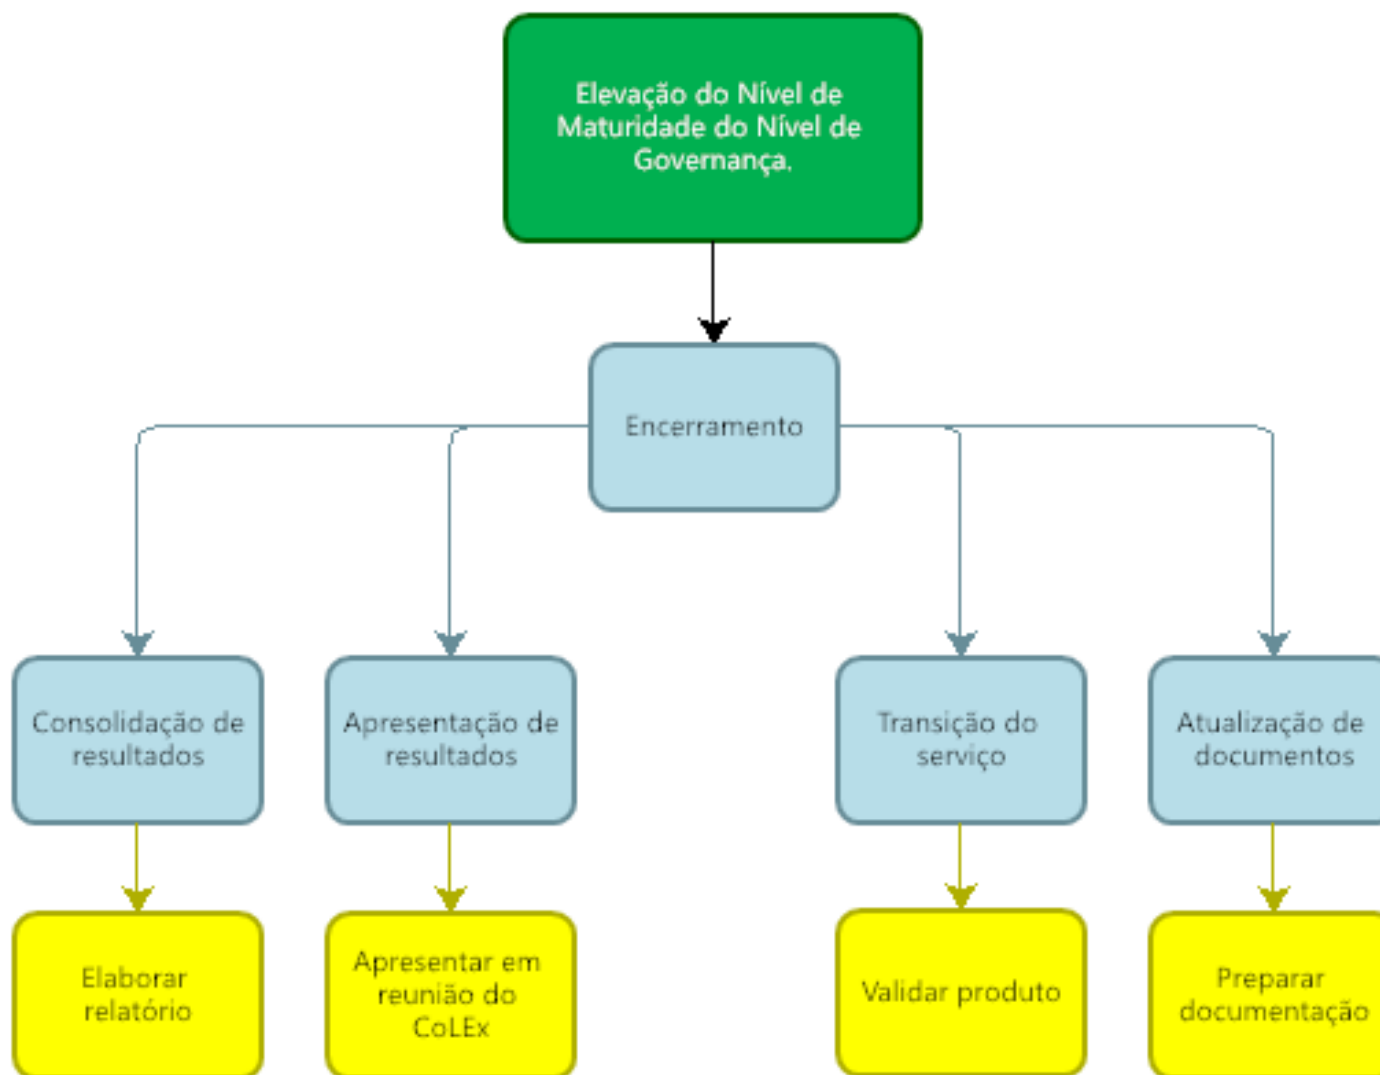 Elevação do Nível de
Maturidade do Nível de
Governança.
Encerramento
Consolidação de
resultados
Apresentação de
resultados
Transição do
serviço
Atualização de
documentos
Elaborar
relatório
Apresentar em
reunião do
CoLEx
Validar produto
Preparar
documentação